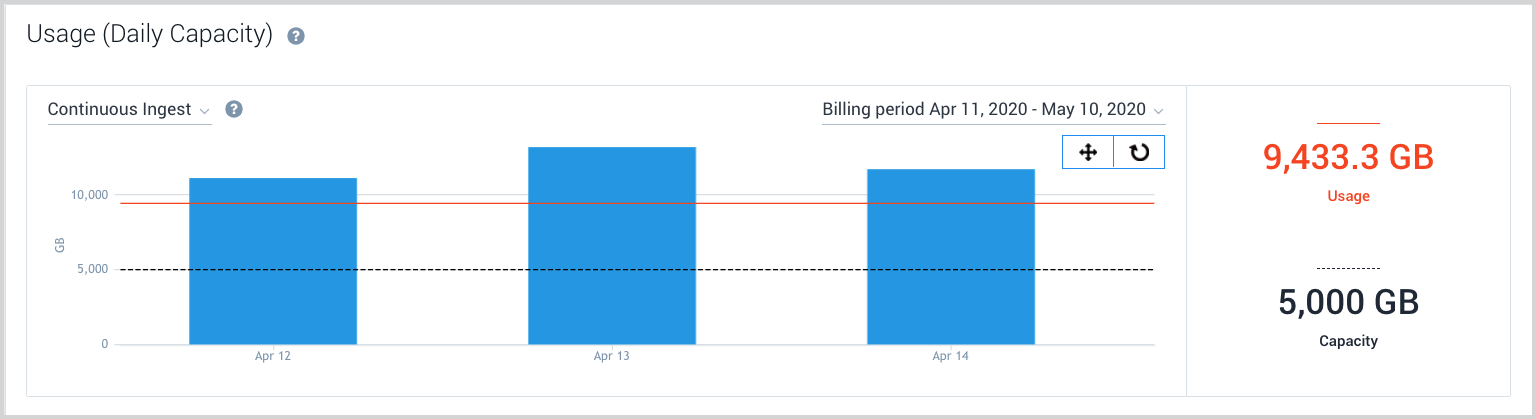 Usage (Daily Capacity) ?
Continuous Ingest ?
Billing period Apr 11, 2020 - May 10, 2020
10,000
GB
5,000
0
Apr 12
Apr 13
Apr 14
9,433.3 GB
Usage
5,000 GB
Capacity